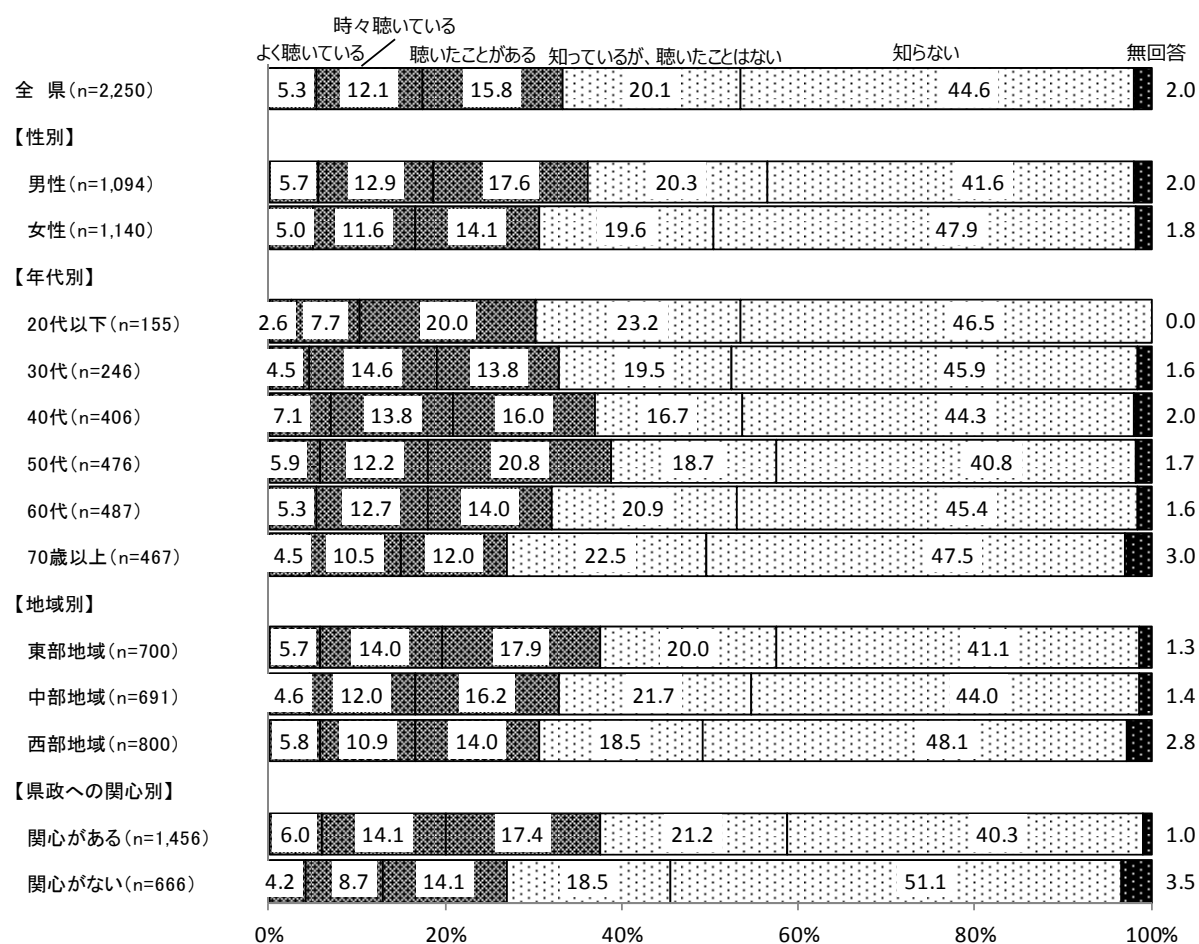 時々聴いている
よく聴いている 聴いたことがある 知っているが、聴いたことはない 知らない 無回答
全 県(n=2,250) 5.3 12.1 15.8 20.1 44.6 2.0
【性別】
男性(n=1,094) 5.7 12.9 17.6 20.3 41.6 2.0
女性(n=1,140) 5.0 11.6 14.1 19.6 47.9 1.8
【年代別】
20代以下(n=155) 2.6 7.7 20.0 23.2 46.5 0.0
30代(n=246) 4.5 14.6 13.8 19.5 45.9 1.6
40代(n=406) 7.1 13.8 16.0 16.7 44.3 2.0
50代(n=476) 5.9 12.2 20.8 18.7 40.8 1.7
60代(n=487) 5.3 12.7 14.0 20.9 45.4 1.6
70歳以上(n=467) 4.5 10.5 12.0 22.5 47.5 3.0
【地域別】
東部地域(n=700) 5.7 14.0 17.9 20.0 41.1 1.3
中部地域(n=691) 4.6 12.0 16.2 21.7 44.0 1.4
西部地域(n=800) 5.8 10.9 14.0 18.5 48.1 2.8
【県政への関心別】
関心がある(n=1,456) 6.0 14.1 17.4 21.2 40.3 1.0
関心がない(n=666) 4.2 8.7 14.1 18.5 51.1 3.5
0% 20% 40% 60% 80% 100%